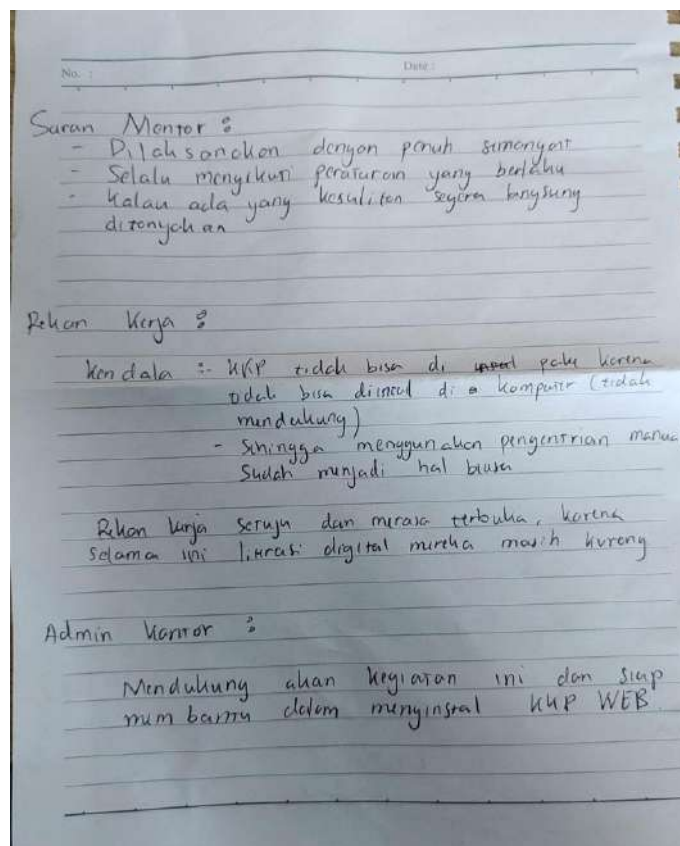 No. :
Date :
Saran Mentor :
- Dilaksanakan dengan penuh semangat
- Selalu mengikuti peraturan yang berlaku
- Kalau ada yang kesulitan segera langsung
ditanyakan
Rekan Kerja :
Kendala :- KKP tidak bisa di pake karena
tidak bisa diinstal di komputer (tidak
mendukung)
- Sehingga menggunakan pengentrian manual
Sudah menjadi hal biasa
Rekan kerja setuju dan merasa terbuka, karena
selama ini literasi digital mereka masih kurang
Admin Kantor :
Mendukung akan kegiatan ini dan siap
membantu dalam menginstal KKP WEB